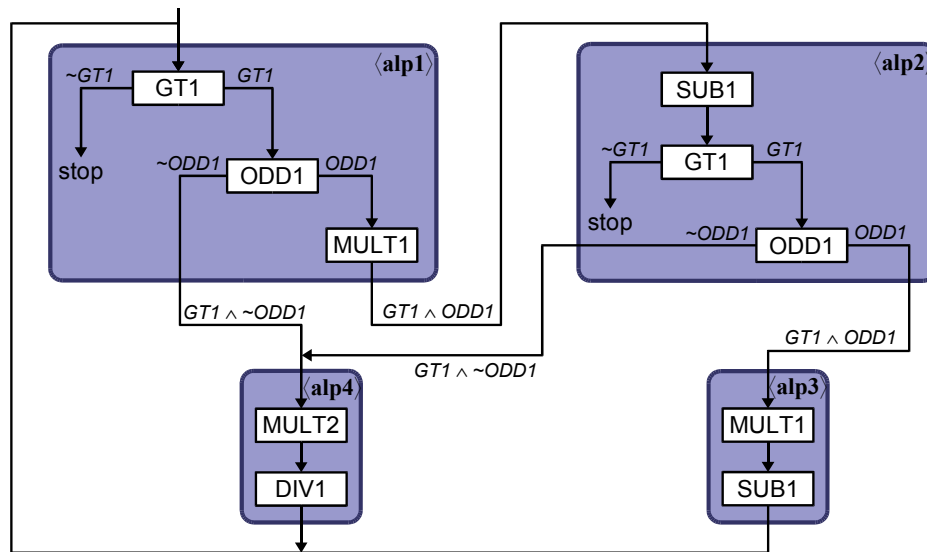 ⟨alp1⟩
~GT1
GT1
GT1
stop
~ODD1
ODD1
ODD1
MULT1
GT1 ∧ ~ODD1
GT1 ∧ ODD1
⟨alp2⟩
SUB1
~GT1
GT1
GT1
stop
~ODD1
ODD1
ODD1
GT1 ∧ ODD1
GT1 ∧ ~ODD1
⟨alp4⟩
MULT2
DIV1
⟨alp3⟩
MULT1
SUB1